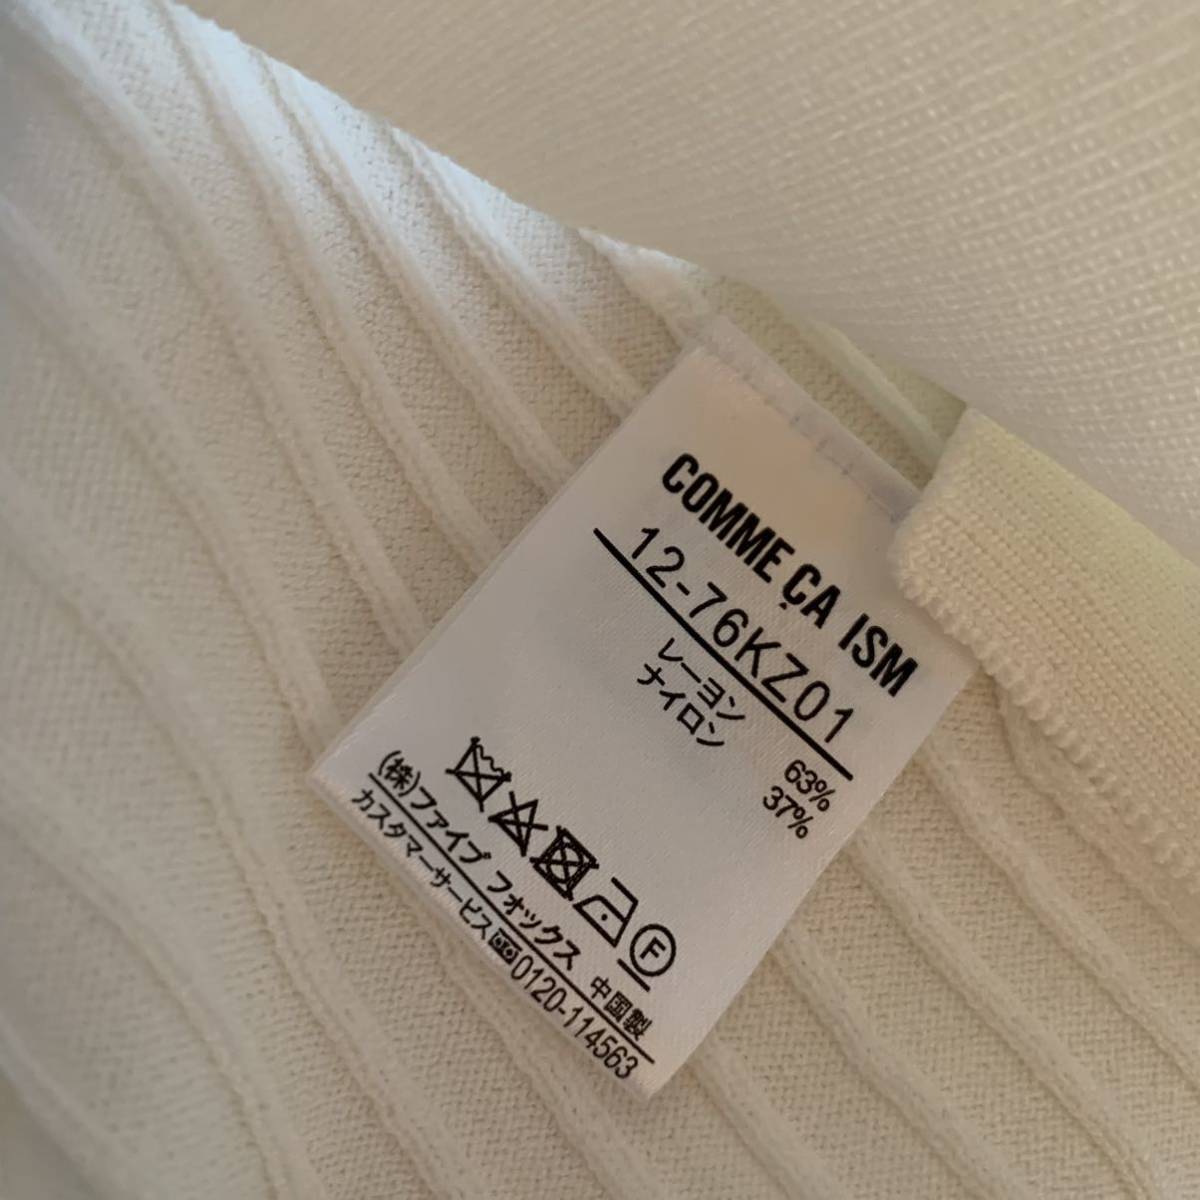 COMME ÇA ISM
12-76KZ01
レーヨン 63%
ナイロン 37%
F
(株)ファイブ フォックス 中国製
カスタマーサービス 0120-114563